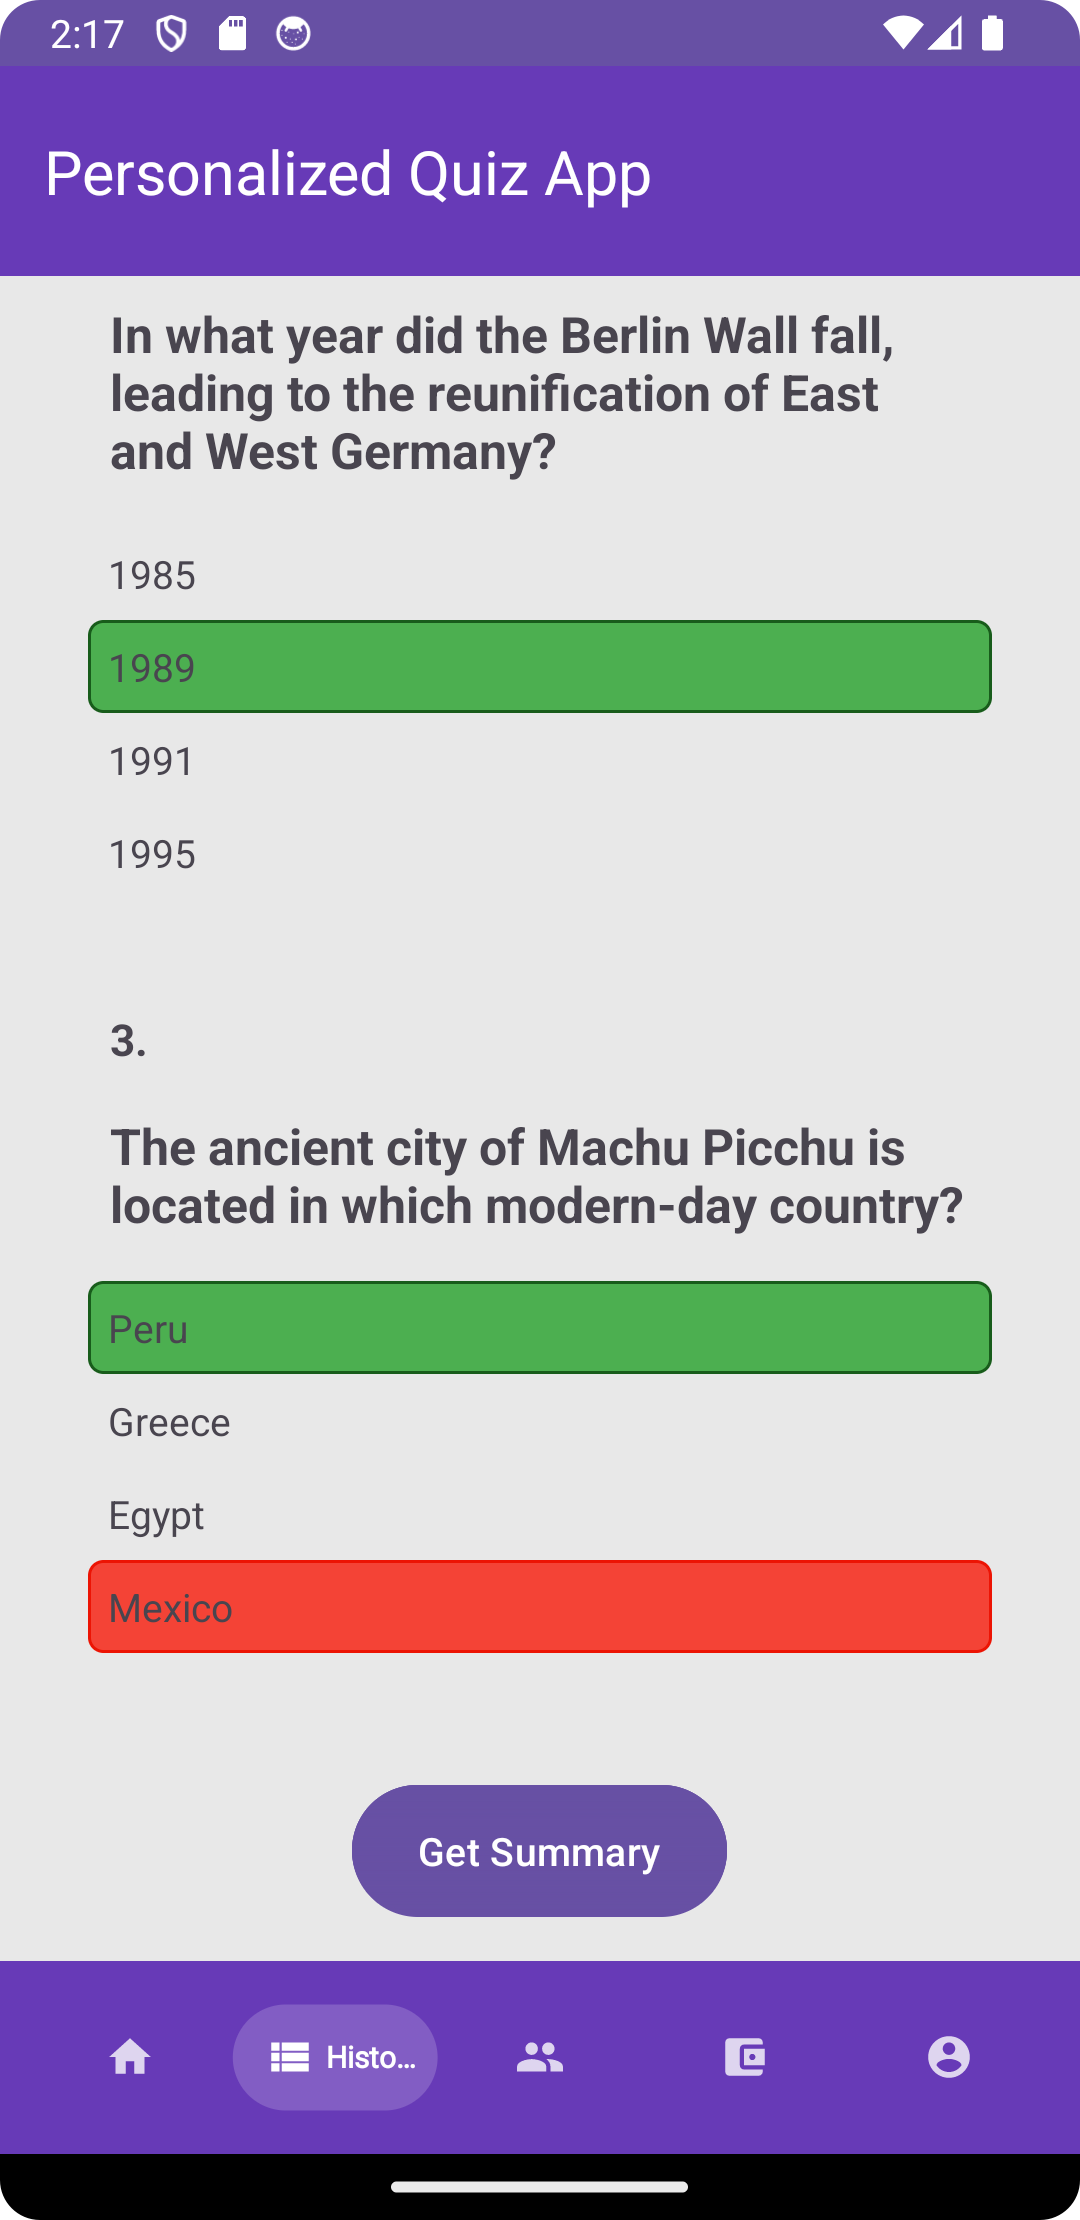 2:17
Personalized Quiz App
In what year did the Berlin Wall fall,
leading to the reunification of East
and West Germany?
1985
1989
1991
1995
3.
The ancient city of Machu Picchu is
located in which modern-day country?
Peru
Greece
Egypt
Mexico
Get Summary
Histo...